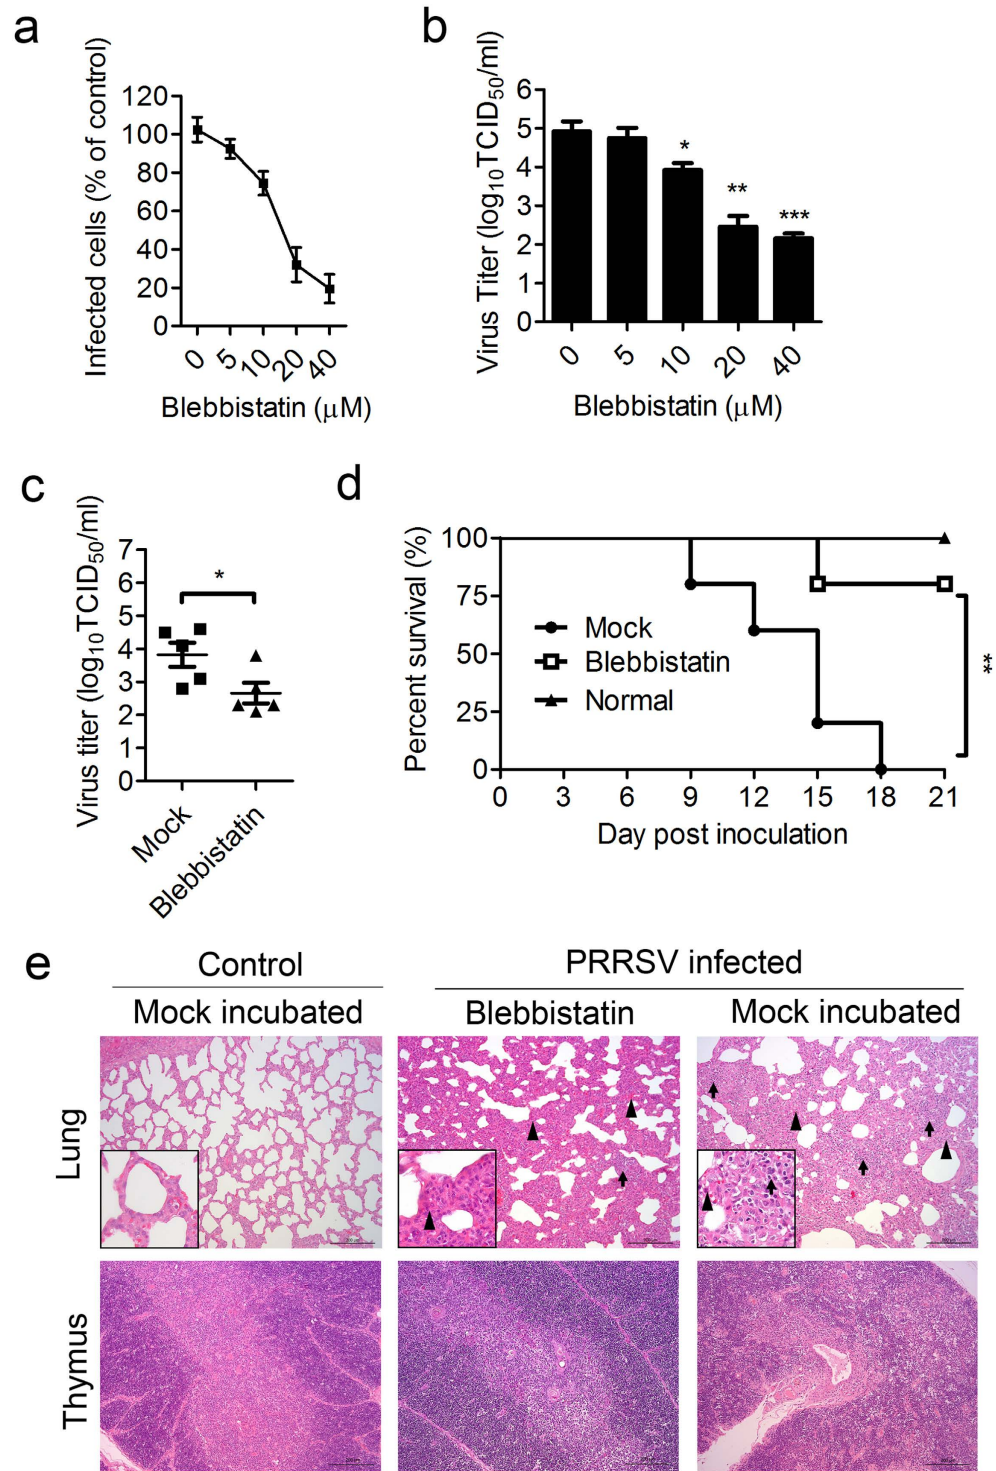 a
Infected cells (% of control)
120
100
80
60
40
20
0
0 5 10 20 40
Blebbistatin (μM)
b
Virus Titer (log10TCID50/ml)
6
5
4
3
2
1
0
*
**
***
0 5 10 20 40
Blebbistatin (μM)
c
Virus titer (log10TCID50/ml)
7
6
5
4
3
2
1
0
*
Mock Blebbistatin
d
Percent survival (%)
100
75
50
25
0
Mock
Blebbistatin
Normal
**
0 3 6 9 12 15 18 21
Day post inoculation
e
Control PRRSV infected
Mock incubated Blebbistatin Mock incubated
Lung
Thymus